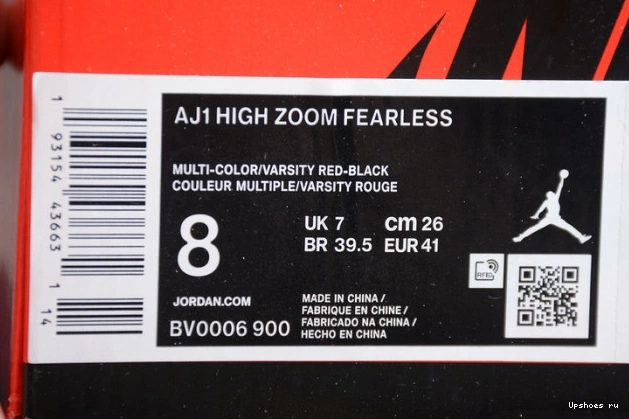 AJ1 HIGH ZOOM FEARLESS
MULTI-COLOR/VARSITY RED-BLACK
COULEUR MULTIPLE/VARSITY ROUGE
8
UK 7 cm 26
BR 39.5 EUR 41
JORDAN.COM
BV0006 900
MADE IN CHINA /
FABRIQUE EN CHINE /
FABRICADO NA CHINA /
HECHO EN CHINA
RFID
1 93154 43663 1 14
Upshoes ru